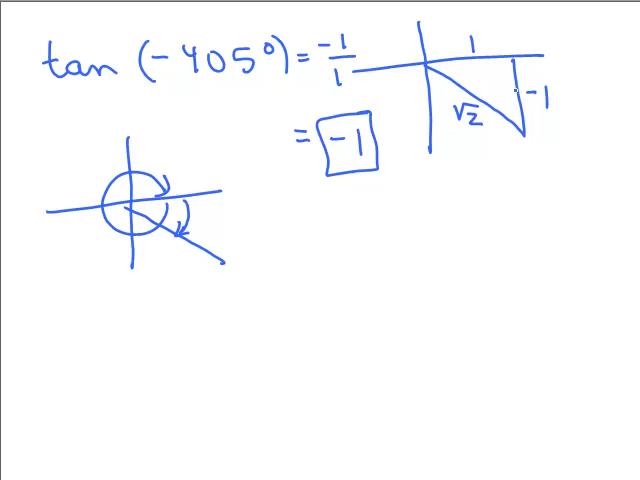 tan (-405°) = -1/1
= -1
1
-1
√2